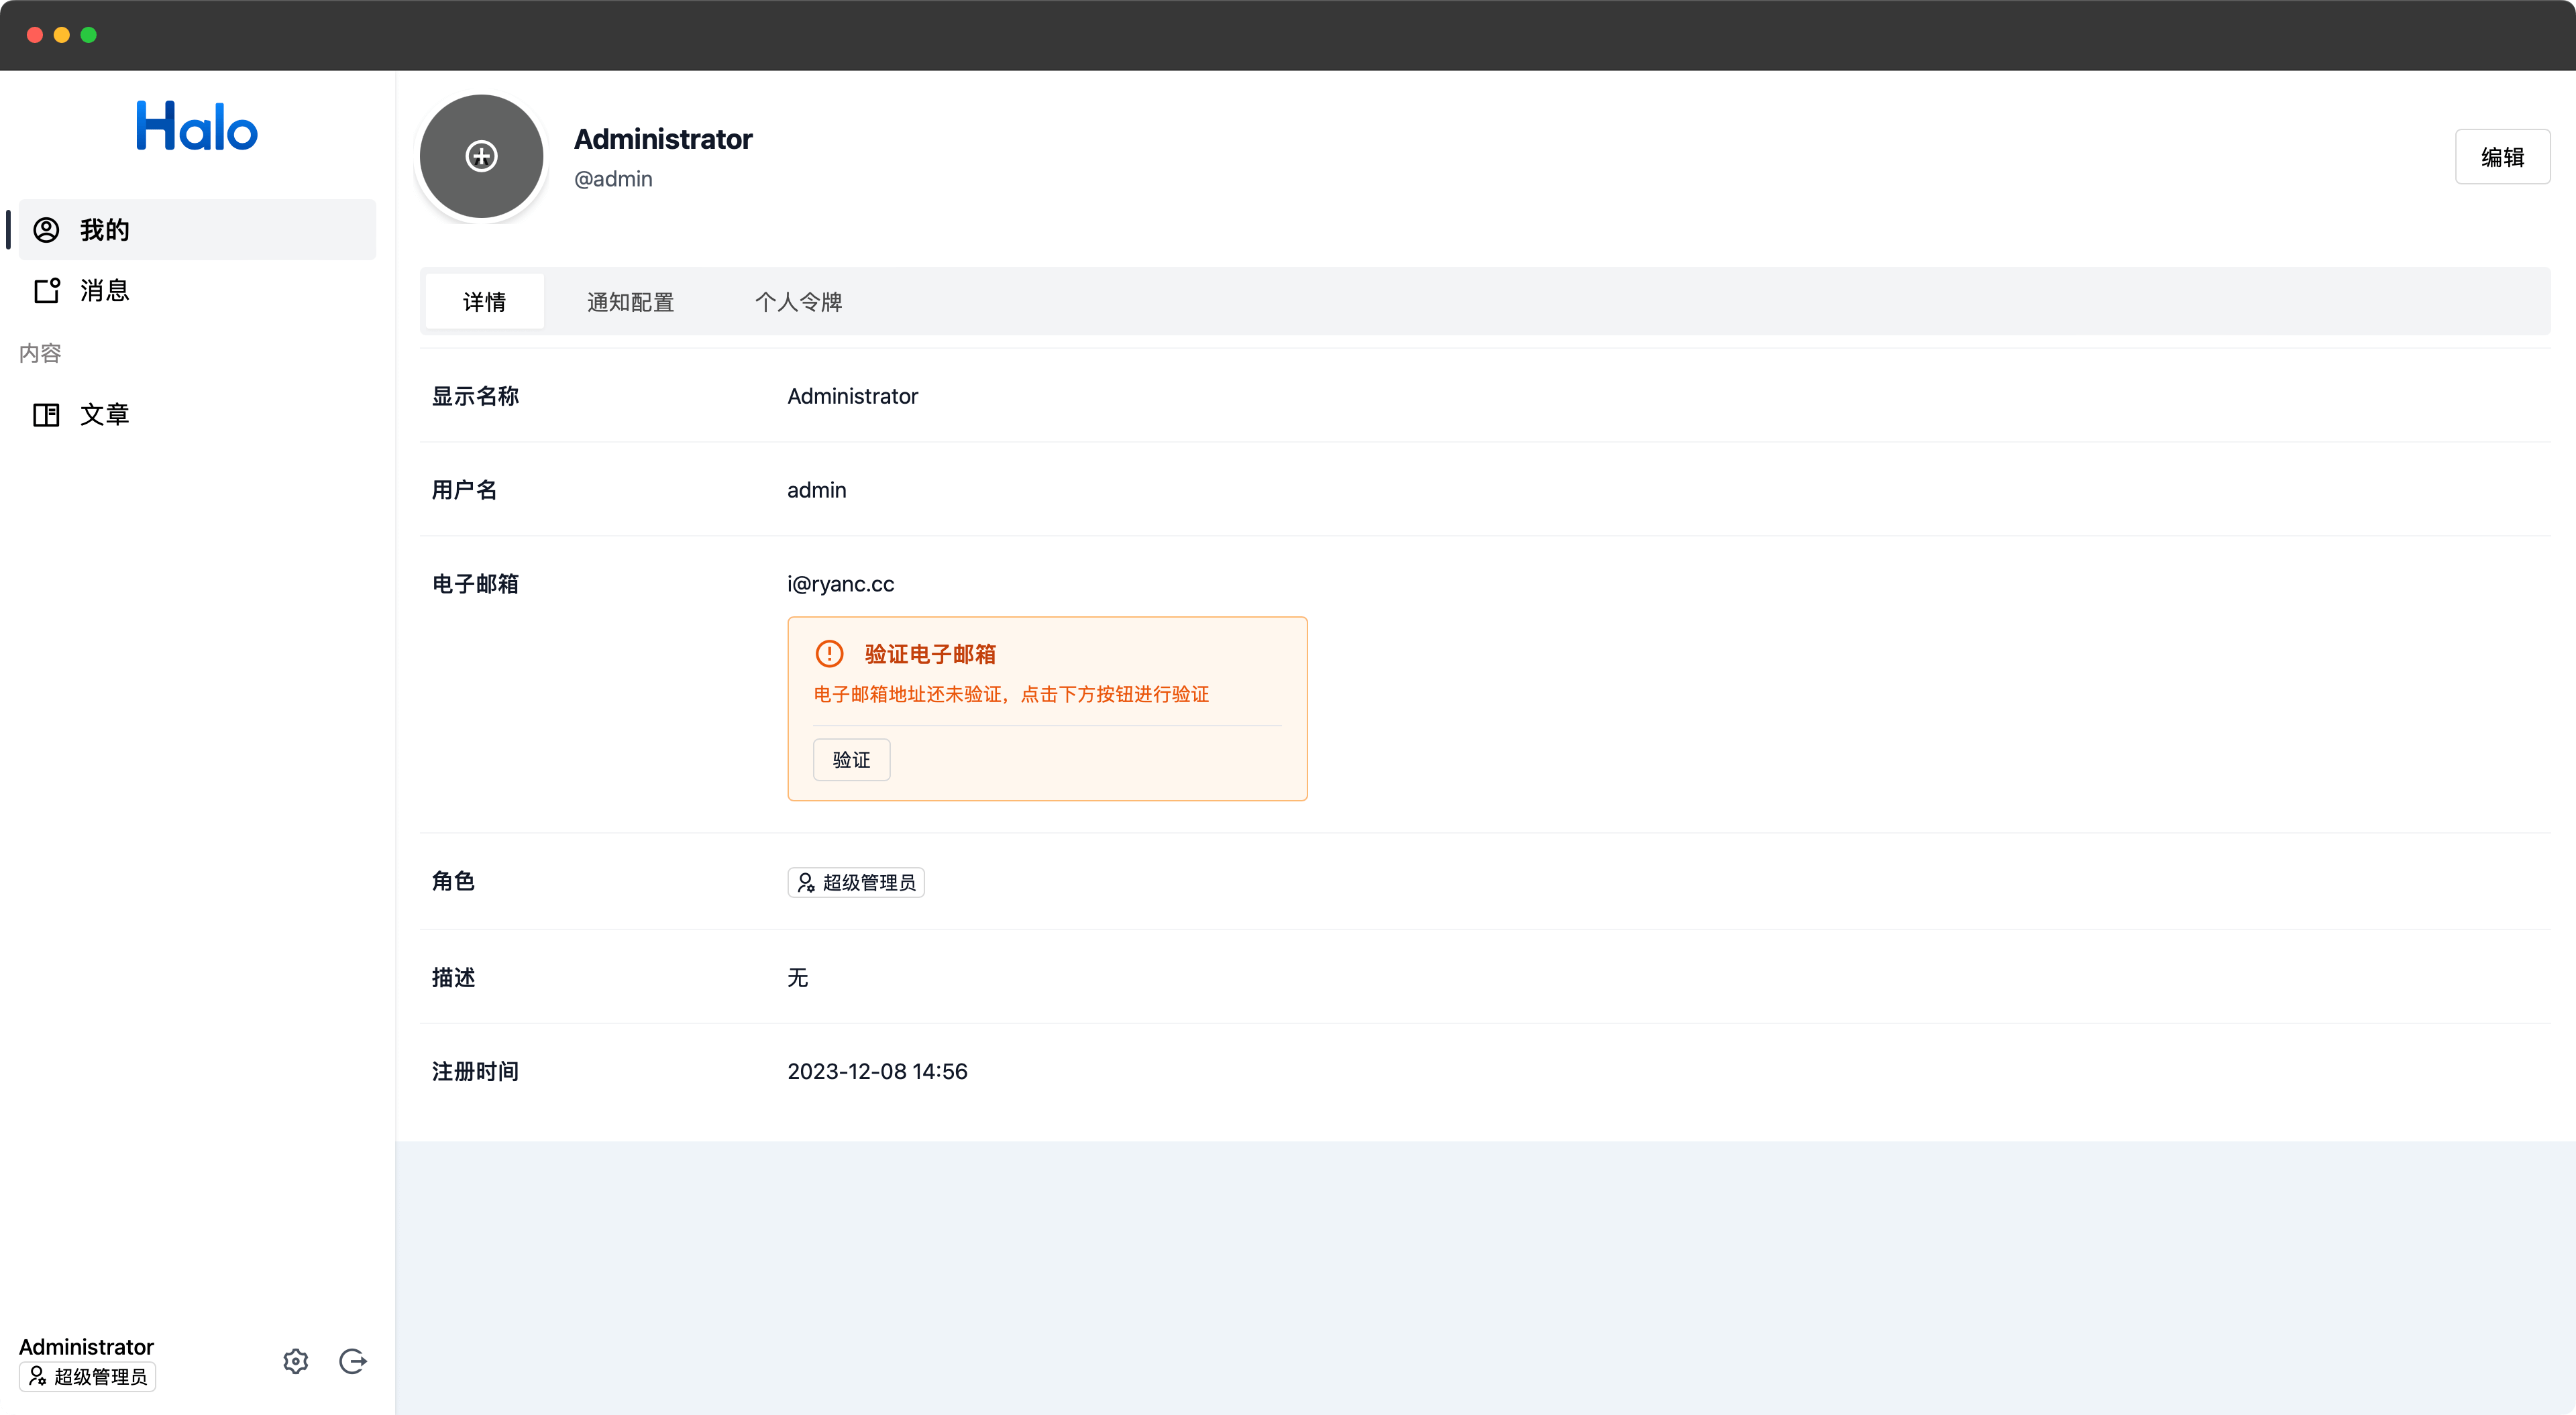 Halo
我的
消息
内容
文章
Administrator
超级管理员
Administrator
@admin
编辑
详情
通知配置
个人令牌
显示名称
Administrator
用户名
admin
电子邮箱
i@ryanc.cc
验证电子邮箱
电子邮箱地址还未验证，点击下方按钮进行验证
验证
角色
超级管理员
描述
无
注册时间
2023-12-08 14:56